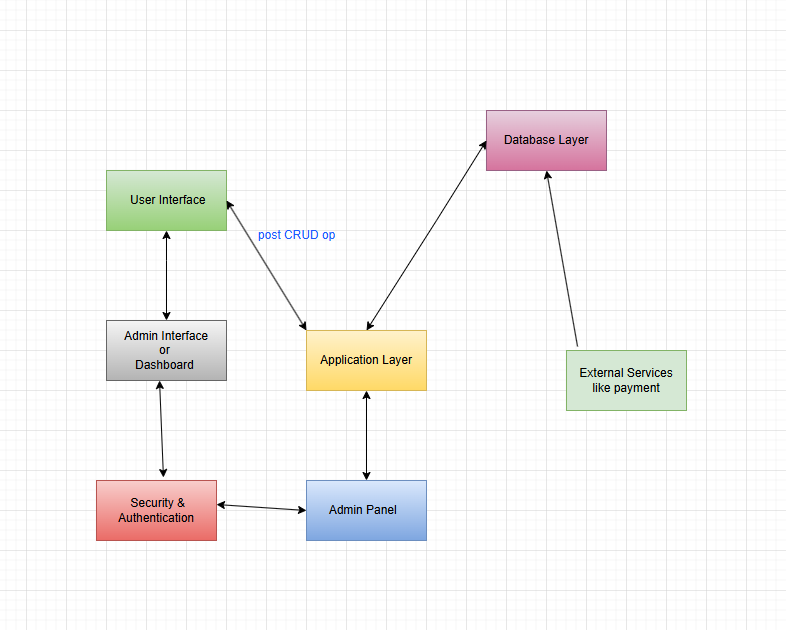 Database Layer
User Interface
post CRUD op
Admin Interface
or
Dashboard
Application Layer
External Services
like payment
Security &
Authentication
Admin Panel